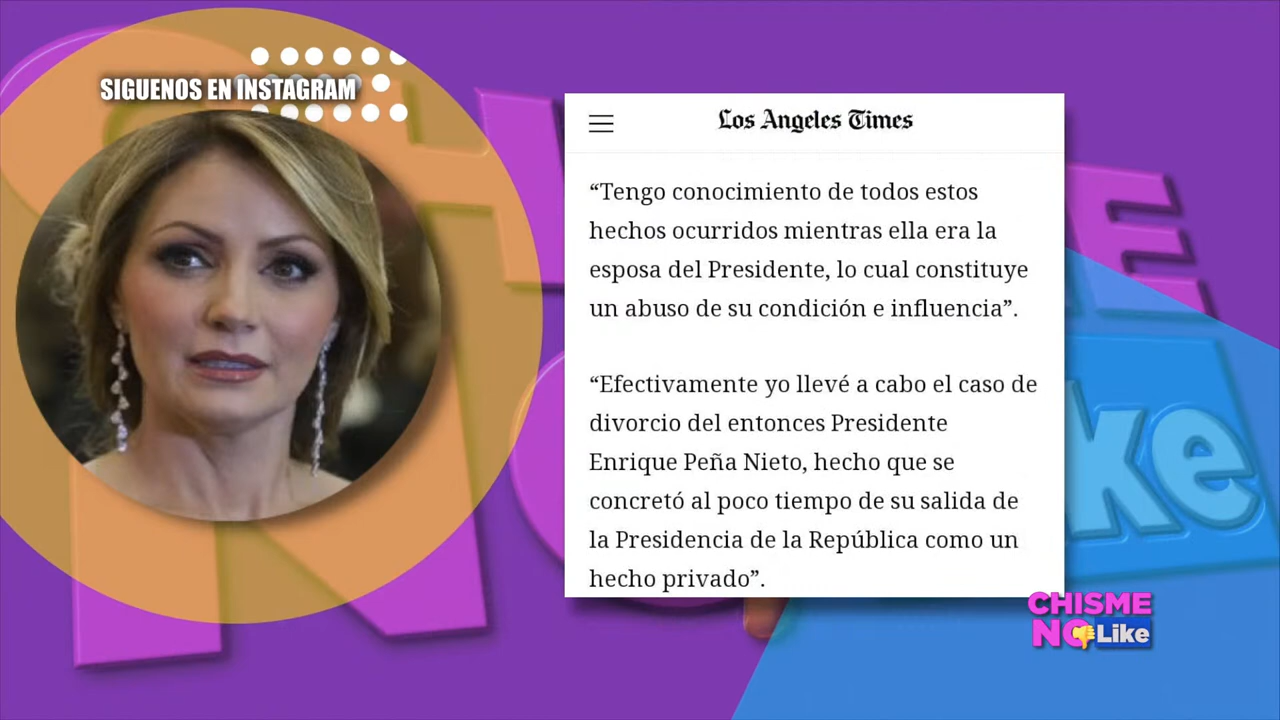 SIGUENOS EN INSTAGRAM
Los Angeles Times
“Tengo conocimiento de todos estos
hechos ocurridos mientras ella era la
esposa del Presidente, lo cual constituye
un abuso de su condición e influencia”.
“Efectivamente yo llevé a cabo el caso de
divorcio del entonces Presidente
Enrique Peña Nieto, hecho que se
concretó al poco tiempo de su salida de
la Presidencia de la República como un
hecho privado”.
CHISME
NO Like